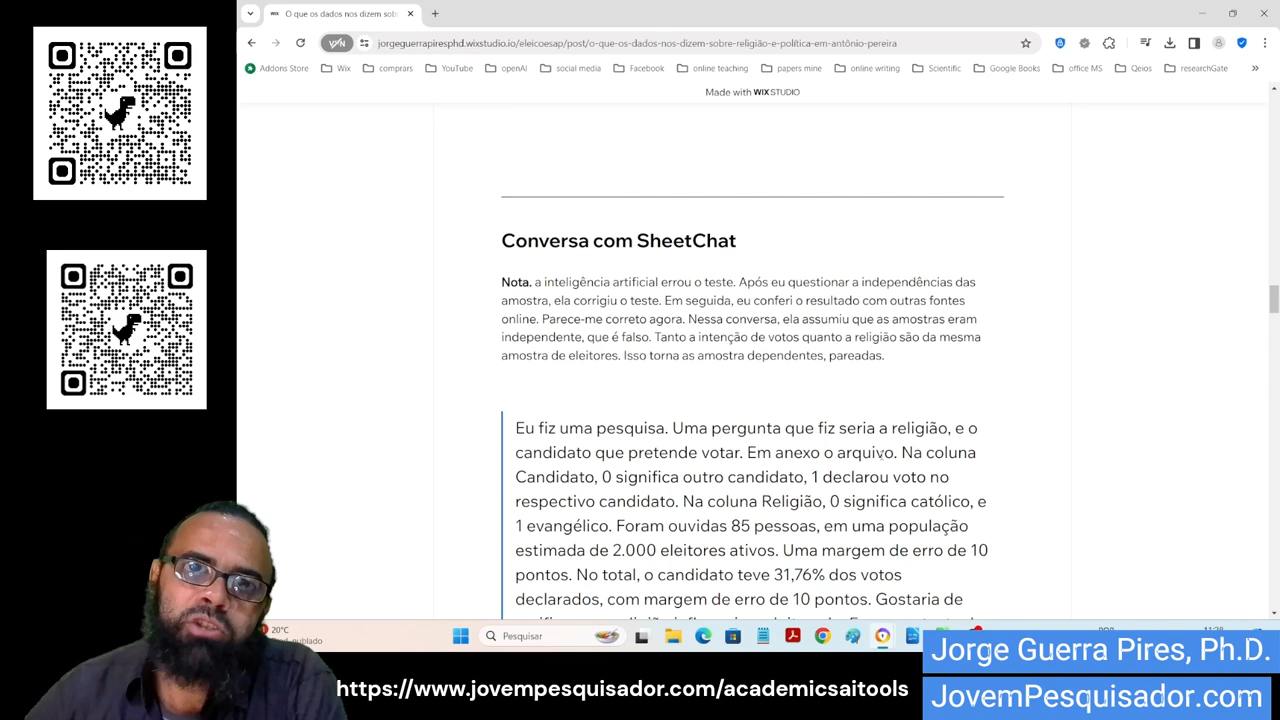 O que os dados nos dizem sob
jorgeguerrapiresphd.wixstudio.io/eleicoesap/post/o-que-os-dados-nos-dizem-sobre-religião-e-política-em-antônio-pereira
Addons Store Wix comprars YouTube openAI social media Facebook online teaching papers mine online writing Scientific Google Books office MS Qeios researchGate
Made with WIX STUDIO
Conversa com SheetChat
Nota. a inteligência artificial errou o teste. Após eu questionar a independências das
amostra, ela corrigiu o teste. Em seguida, eu conferi o resultado com outras fontes
online. Parece-me correto agora. Nessa conversa, ela assumiu que as amostras eram
independente, que é falso. Tanto a intenção de votos quanto a religião são da mesma
amostra de eleitores. Isso torna as amostra dependentes, pareadas.
Eu fiz uma pesquisa. Uma pergunta que fiz seria a religião, e o
candidato que pretende votar. Em anexo o arquivo. Na coluna
Candidato, 0 significa outro candidato, 1 declarou voto no
respectivo candidato. Na coluna Religião, 0 significa católico, e
1 evangélico. Foram ouvidas 85 pessoas, em uma população
estimada de 2.000 eleitores ativos. Uma margem de erro de 10
pontos. No total, o candidato teve 31,76% dos votos
declarados, com margem de erro de 10 pontos. Gostaria de
20°C
nublado
Pesquisar
Jorge Guerra Pires, Ph.D.
https://www.jovempesquisador.com/academicsaitools
JovemPesquisador.com